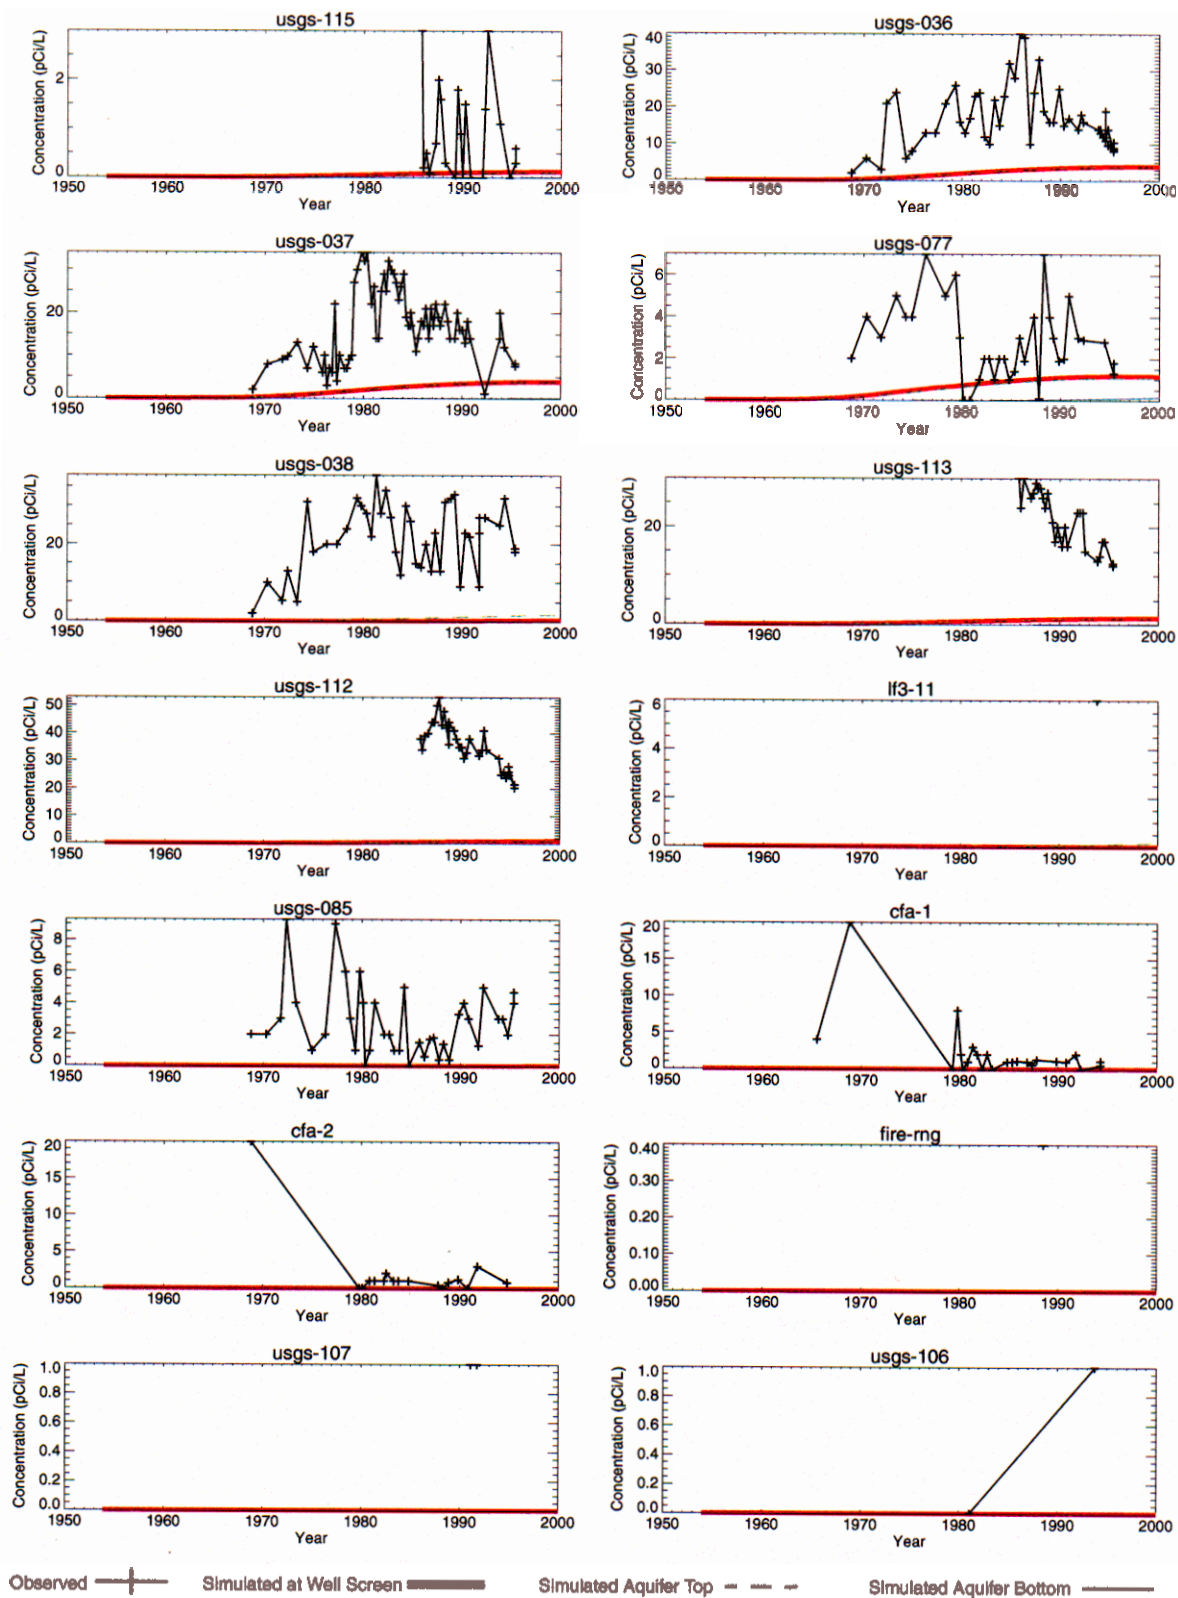 usgs-115
Concentration (pCi/L)
2
0
1950 1960 1970 1980 1990 2000
Year
usgs-036
Concentration (pCi/L)
40
30
20
10
0
1950 1960 1970 1980 1990 2000
Year
usgs-037
Concentration (pCi/L)
20
0
1950 1960 1970 1980 1990 2000
Year
usgs-077
Concentration (pCi/L)
6
4
2
0
1950 1960 1970 1980 1990 2000
Year
usgs-038
Concentration (pCi/L)
20
0
1950 1960 1970 1980 1990 2000
Year
usgs-113
Concentration (pCi/L)
20
0
1950 1960 1970 1980 1990 2000
Year
usgs-112
Concentration (pCi/L)
50
40
30
20
10
0
1950 1960 1970 1980 1990 2000
Year
lf3-11
Concentration (pCi/L)
6
4
2
0
1950 1960 1970 1980 1990 2000
Year
usgs-085
Concentration (pCi/L)
8
6
4
2
0
1950 1960 1970 1980 1990 2000
Year
cfa-1
Concentration (pCi/L)
20
15
10
5
0
1950 1960 1970 1980 1990 2000
Year
cfa-2
Concentration (pCi/L)
20
15
10
5
0
1950 1960 1970 1980 1990 2000
Year
fire-rng
Concentration (pCi/L)
0.40
0.30
0.20
0.10
0.00
1950 1960 1970 1980 1990 2000
Year
usgs-107
Concentration (pCi/L)
1.0
0.8
0.6
0.4
0.2
0.0
1950 1960 1970 1980 1990 2000
Year
usgs-106
Concentration (pCi/L)
1.0
0.8
0.6
0.4
0.2
0.0
1950 1960 1970 1980 1990 2000
Year
Observed Simulated at Well Screen Simulated Aquifer Top Simulated Aquifer Bottom